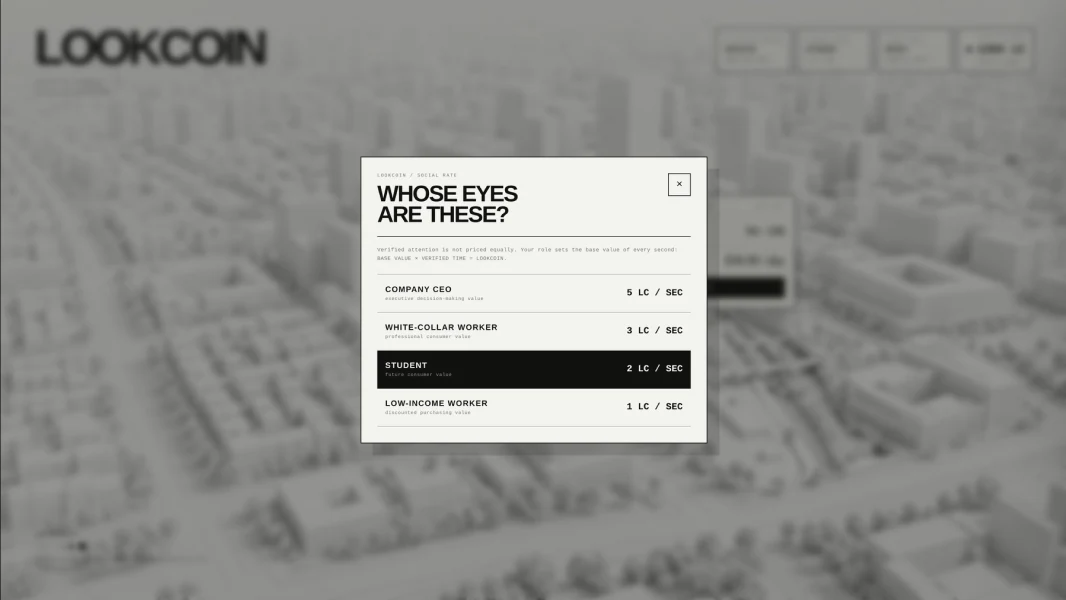 LOOKCOIN
LOOKCOIN / SOCIAL RATE
WHOSE EYES
ARE THESE?
×
Verified attention is not priced equally. Your role sets the base value of every second:
BASE VALUE × VERIFIED TIME = LOOKCOIN.
COMPANY CEO
executive decision-making value
5 LC / SEC
WHITE-COLLAR WORKER
professional consumer value
3 LC / SEC
STUDENT
future consumer value
2 LC / SEC
LOW-INCOME WORKER
discounted purchasing value
1 LC / SEC